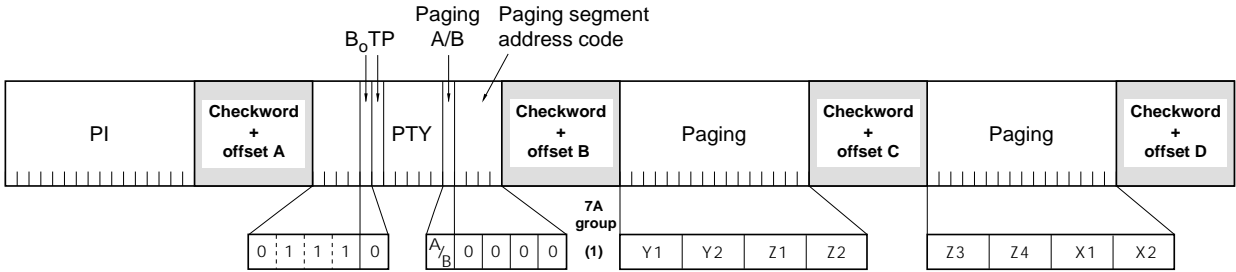 Paging Paging segment
BoTP A/B address code
PI
Checkword
+
offset A
PTY
Checkword
+
offset B
Paging
Checkword
+
offset C
Paging
Checkword
+
offset D
0 1 1 1 0
A/B 0 0 0 0
7A
group
(1)
Y1 Y2 Z1 Z2
Z3 Z4 X1 X2